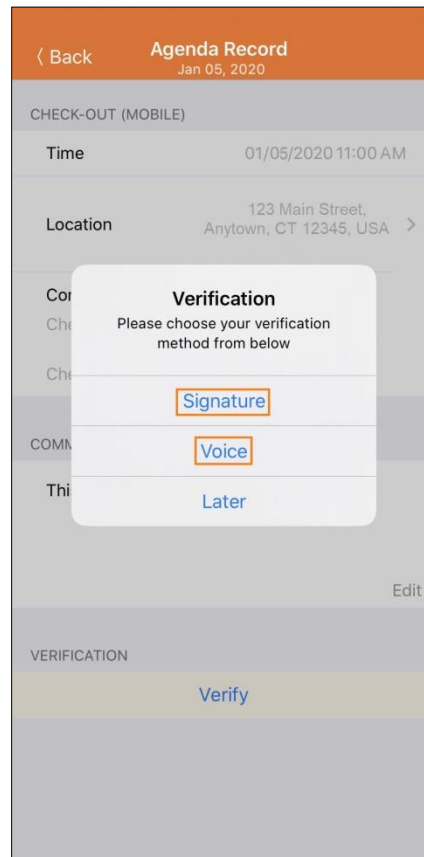 Back
Agenda Record
Jan 05, 2020
CHECK-OUT (MOBILE)
Time 01/05/2020 11:00 AM
123 Main Street,
Location Anytown, CT 12345, USA
Verification
Please choose your verification
method from below
Signature
Voice
Later
Edit
VERIFICATION
Verify